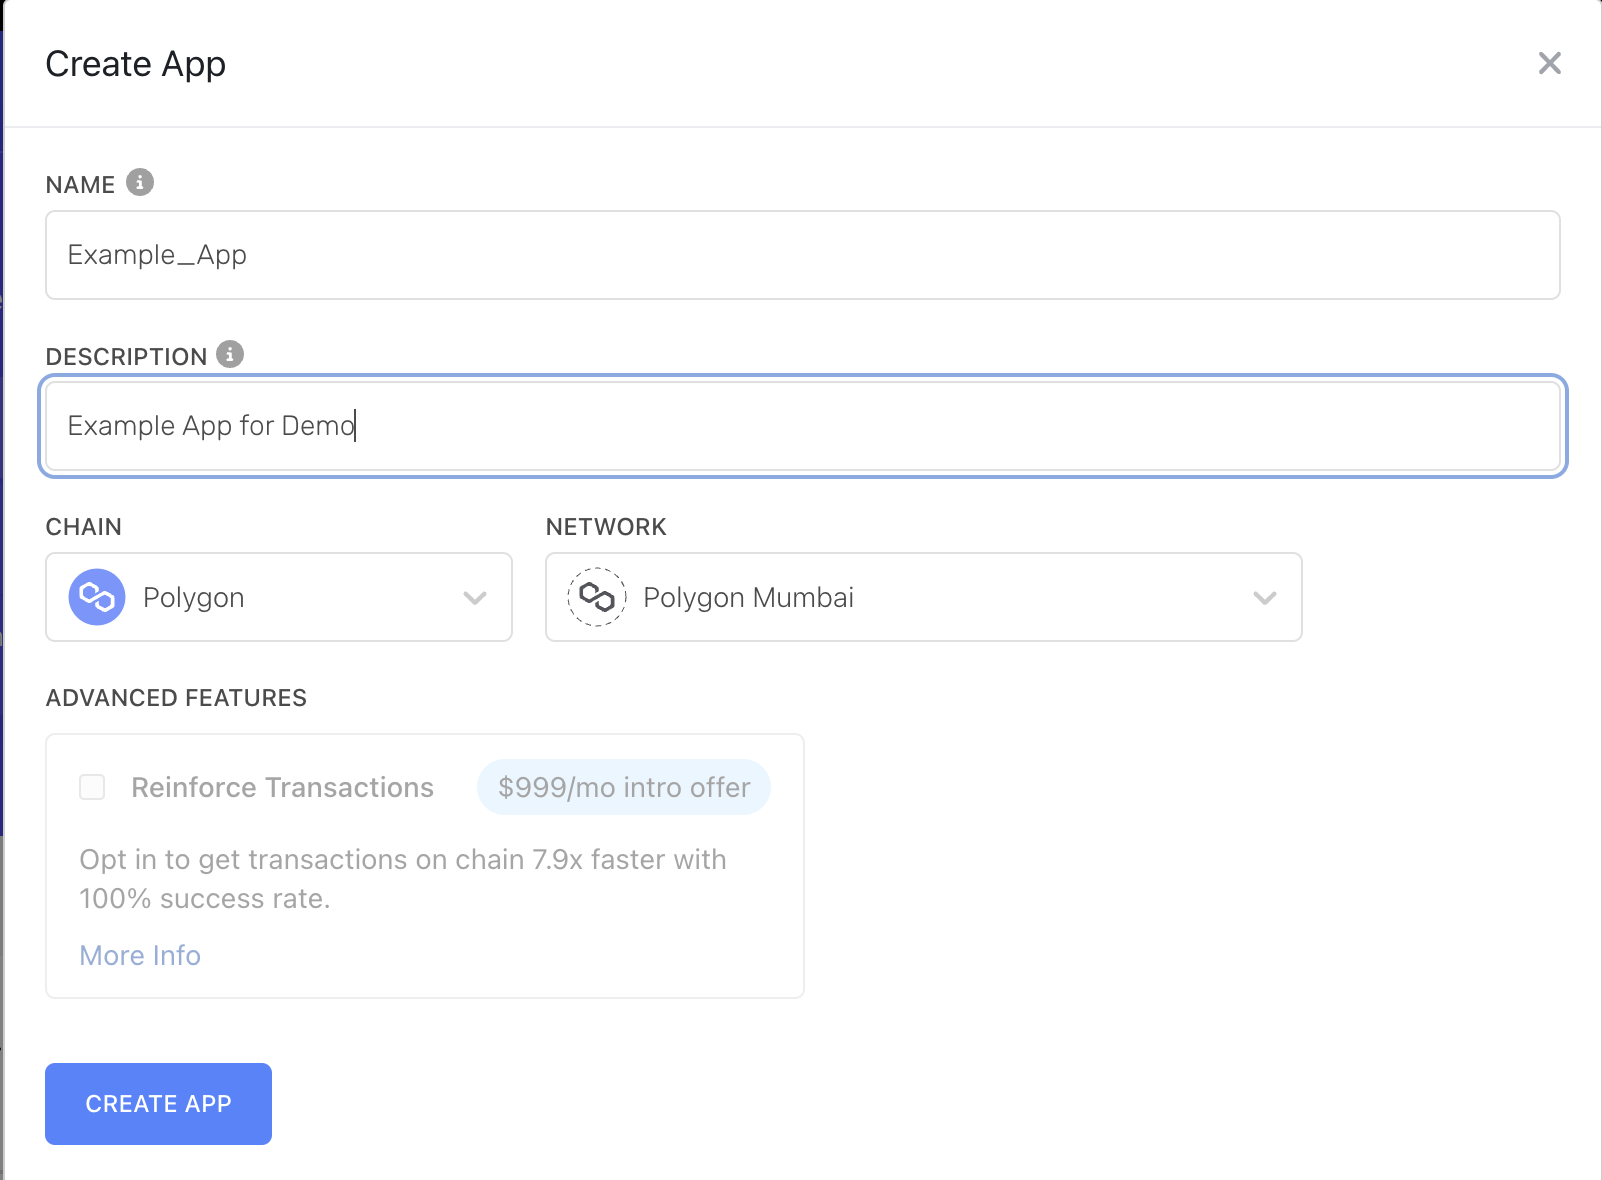 Create App
NAME
Example_App
DESCRIPTION
Example App for Demo
CHAIN
NETWORK
Polygon
Polygon Mumbai
ADVANCED FEATURES
Reinforce Transactions
$999/mo intro offer
Opt in to get transactions on chain 7.9x faster with
100% success rate.
More Info
CREATE APP